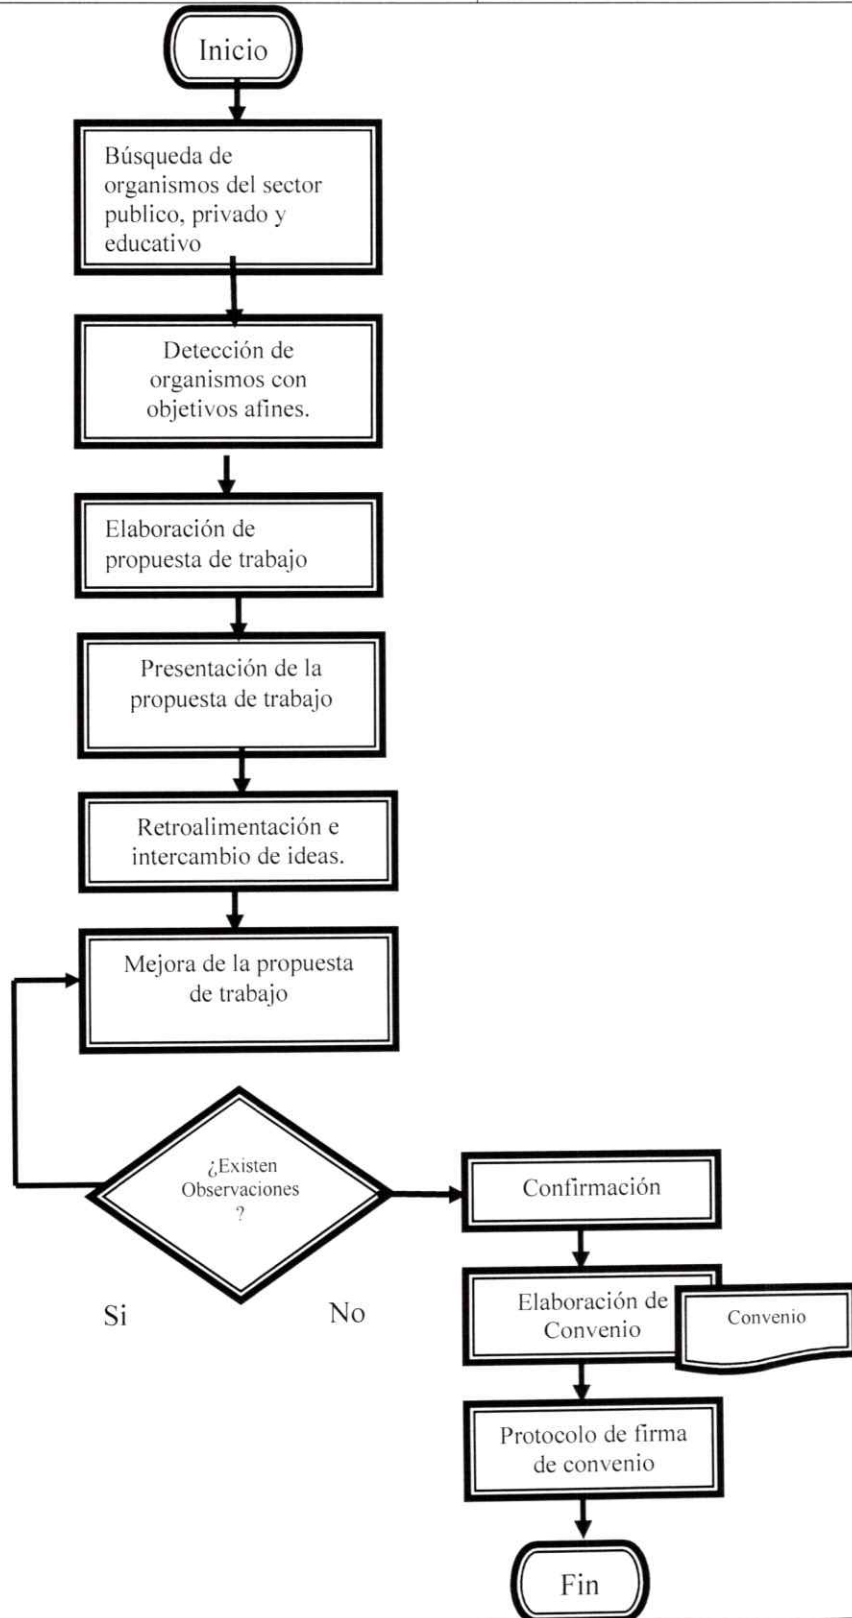 Inicio
Búsqueda de
organismos del sector
publico, privado y
educativo
Detección de
organismos con
objetivos afines.
Elaboración de
propuesta de trabajo
Presentación de la
propuesta de trabajo
Retroalimentación e
intercambio de ideas.
Mejora de la propuesta
de trabajo
¿Existen
Observaciones
?
Si
No
Confirmación
Elaboración de
Convenio
Convenio
Protocolo de firma
de convenio
Fin